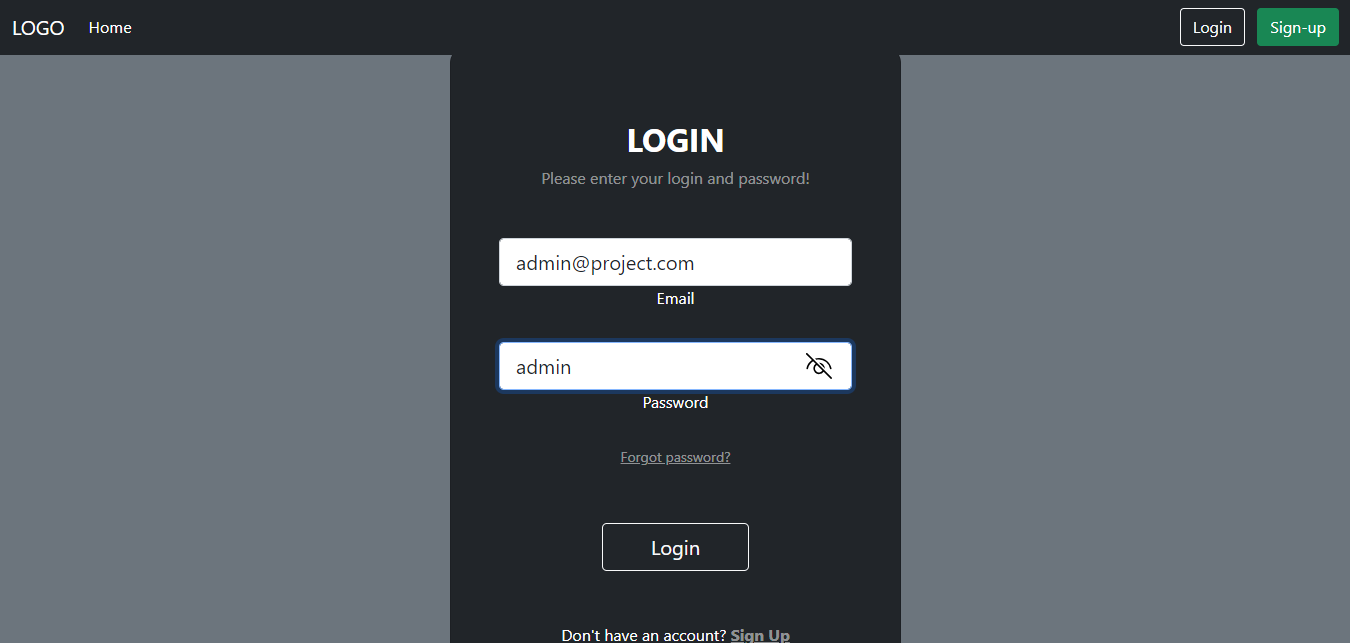 LOGO Home Login Sign-up
LOGIN
Please enter your login and password!
admin@project.com
Email
admin
Password
Forgot password?
Login
Don't have an account? Sign Up